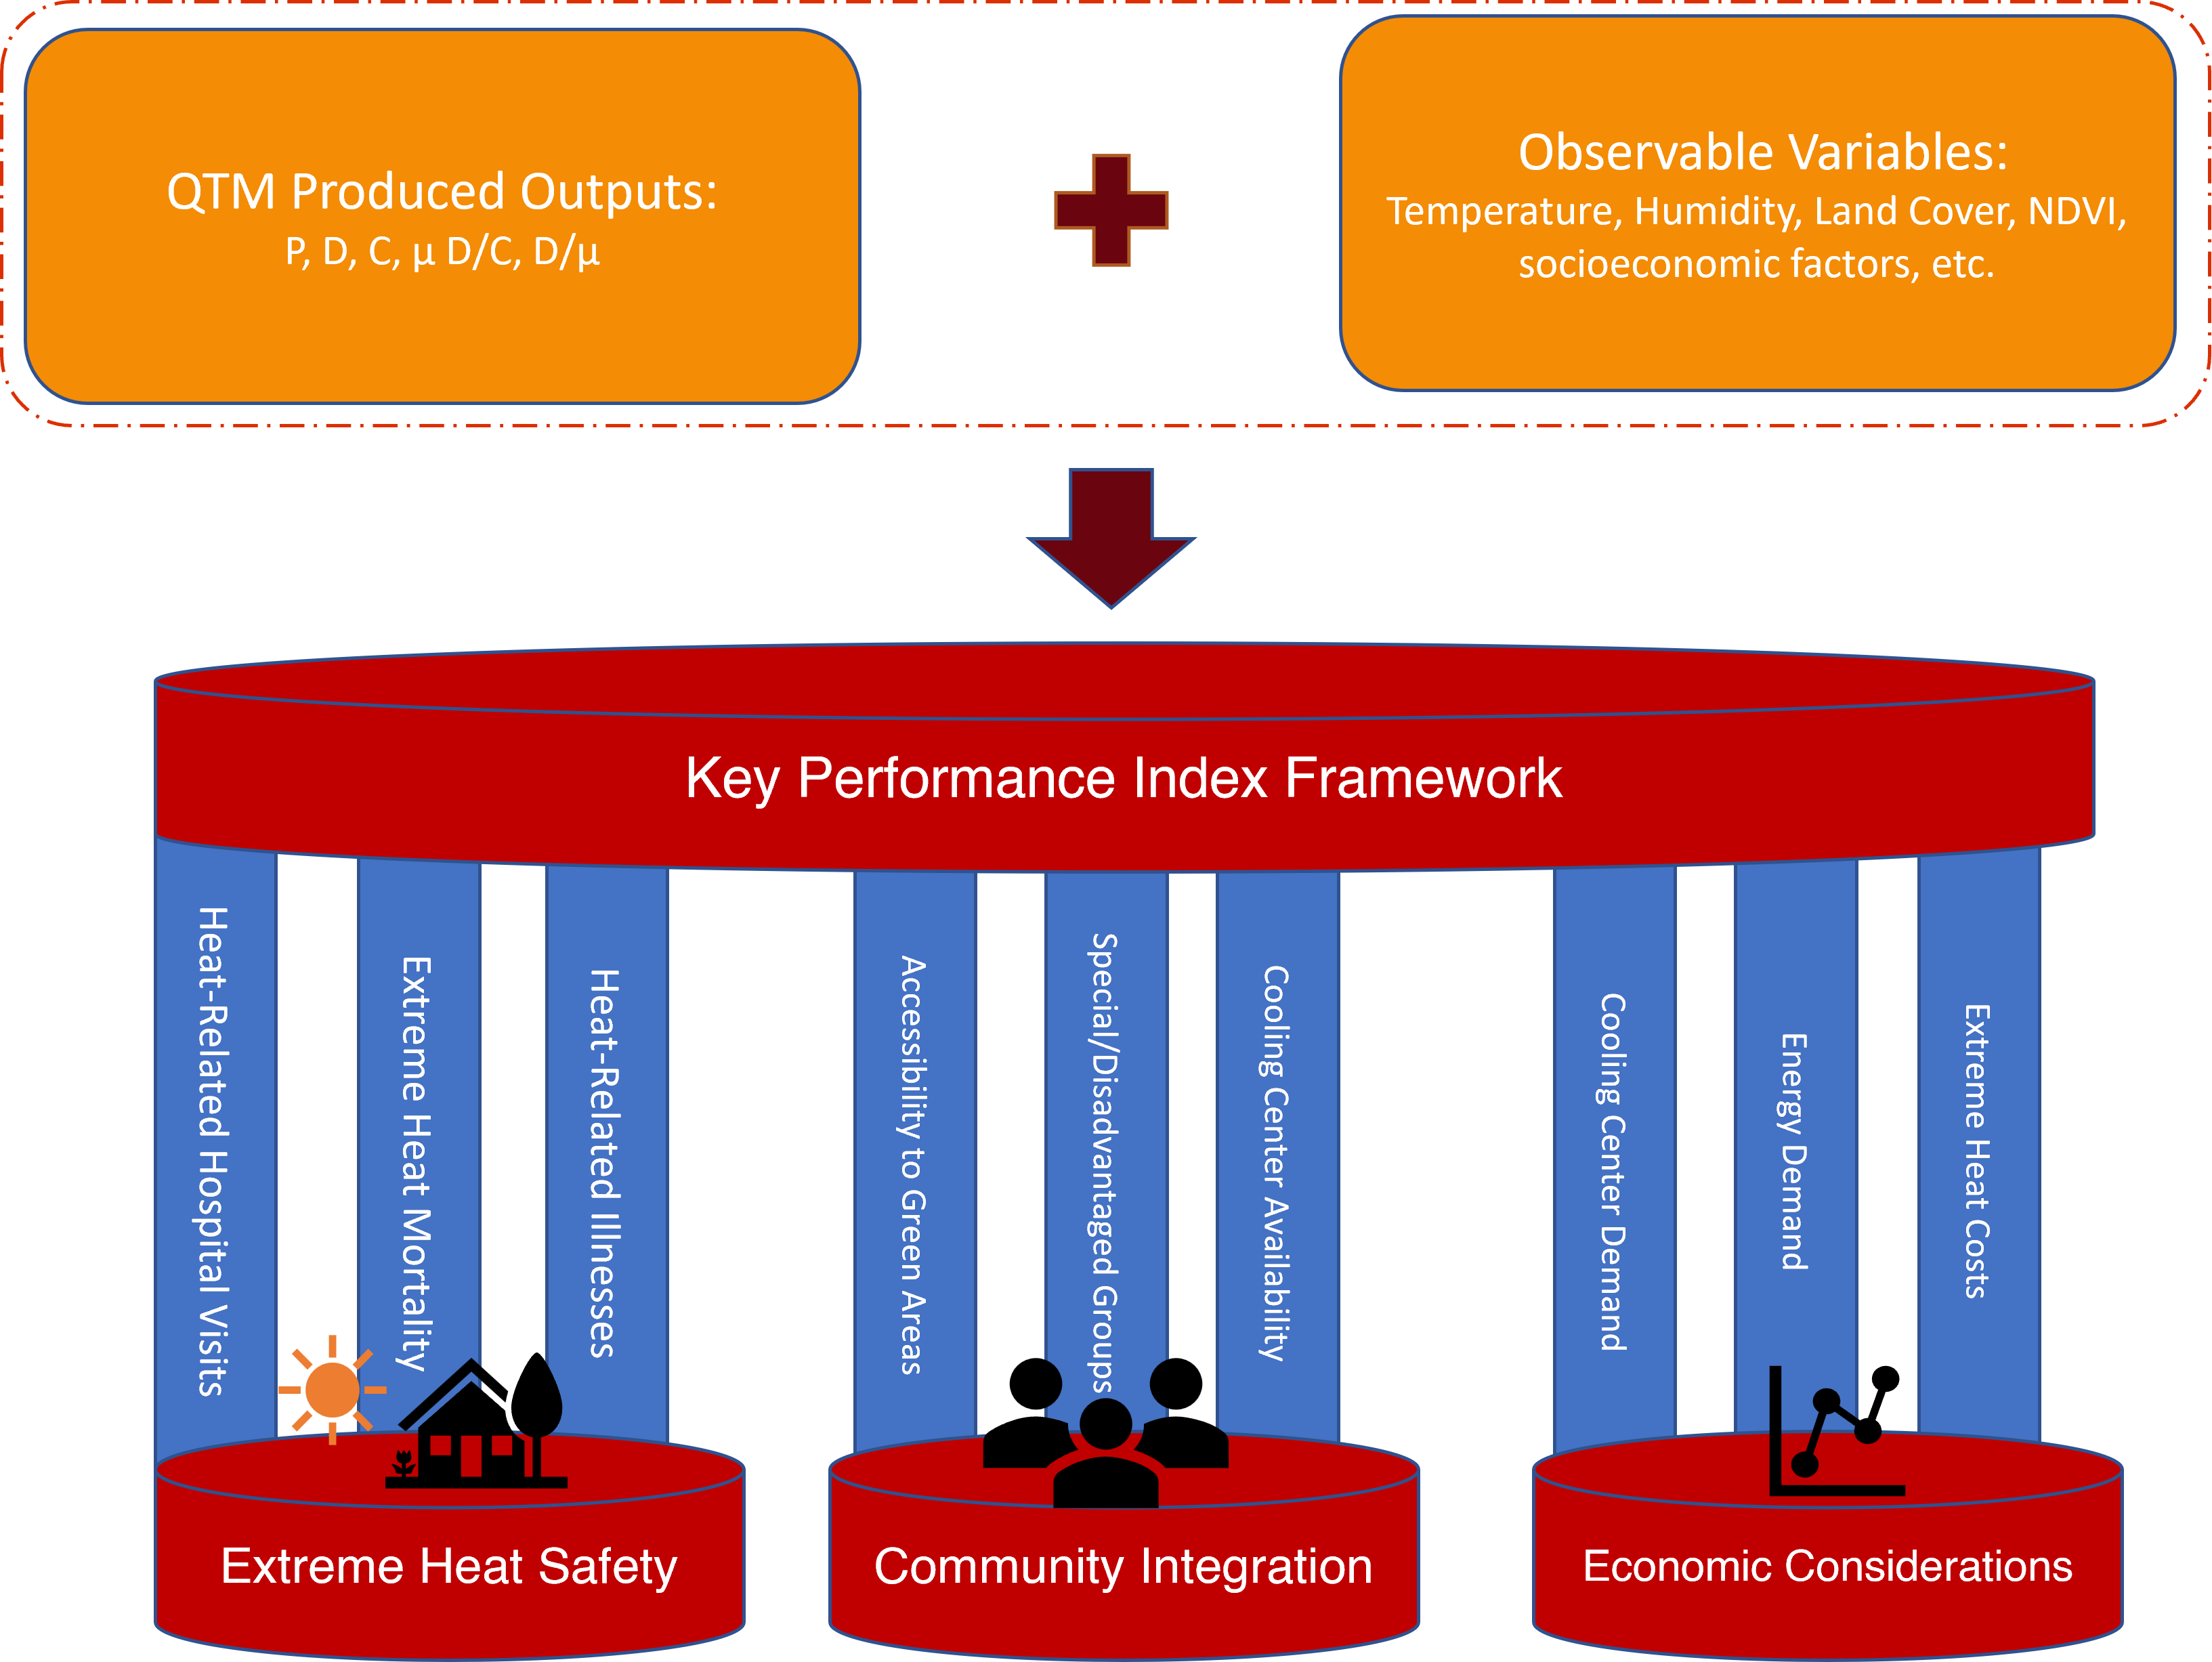 QTM Produced Outputs:
P, D, C, μ D/C, D/μ
Observable Variables:
Temperature, Humidity, Land Cover, NDVI,
socioeconomic factors, etc.
Key Performance Index Framework
Heat-Related Hospital Visits
Extreme Heat Mortality
Heat-Related Illnesses
Accessibility to Green Areas
Special/Disadvantaged Groups
Cooling Center Availability
Cooling Center Demand
Energy Demand
Extreme Heat Costs
Extreme Heat Safety
Community Integration
Economic Considerations